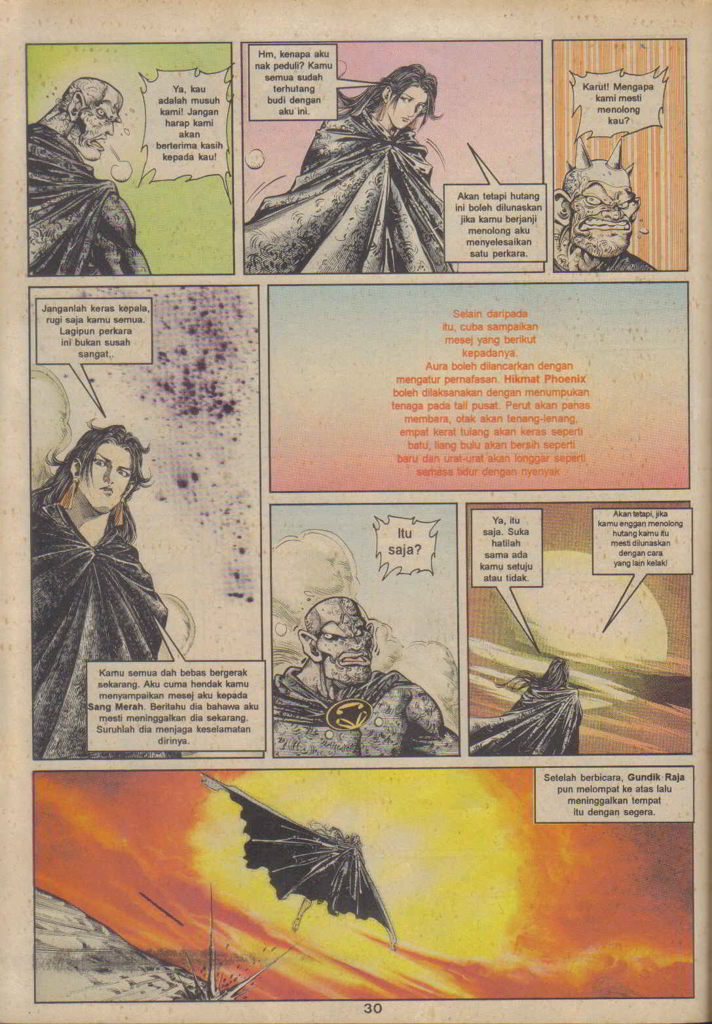 Ya, kau
adalah musuh
kami! Jangan
harap kami
akan
berterima kasih
kepada kau!
Hm, kenapa aku
nak peduli? Kamu
semua sudah
terhutang
budi dengan
aku ini.
Akan tetapi hutang
ini boleh dilunaskan
jika kamu berjanji
menolong aku
menyelesaikan
satu perkara.
Karut! Mengapa
kami mesti
menolong
kau?
Janganlah keras kepala,
rugi saja kamu semua.
Lagipun perkara
ini bukan susah
sangat,.
Kamu semua dah bebas bergerak
sekarang. Aku cuma hendak kamu
menyampaikan mesej aku kepada
Sang Merah. Beritahu dia bahawa aku
mesti meninggalkan dia sekarang.
Suruhlah dia menjaga keselamatan
dirinya.
Selain daripada
itu, cuba sampaikan
mesej yang berikut
kepadanya.
Aura boleh dilancarkan dengan
mengatur pernafasan. Hikmat Phoenix
boleh dilaksanakan dengan menumpukan
tenaga pada tali pusat. Perut akan panas
membara, otak akan tenang-tenang,
empat kerat tulang akan keras seperti
batu, liang bulu akan bersih seperti
baru dan urat-urat akan longgar seperti
semasa tidur dengan nyenyak
Itu
saja?
Ya, itu
saja. Suka
hatilah
sama ada
kamu setuju
atau tidak.
Akan tetapi, jika
kamu enggan menolong
hutang kamu itu
mesti dilunaskan
dengan cara
yang lain kelak!
Setelah berbicara, Gundik Raja
pun melompat ke atas lalu
meninggalkan tempat
itu dengan segera.
30